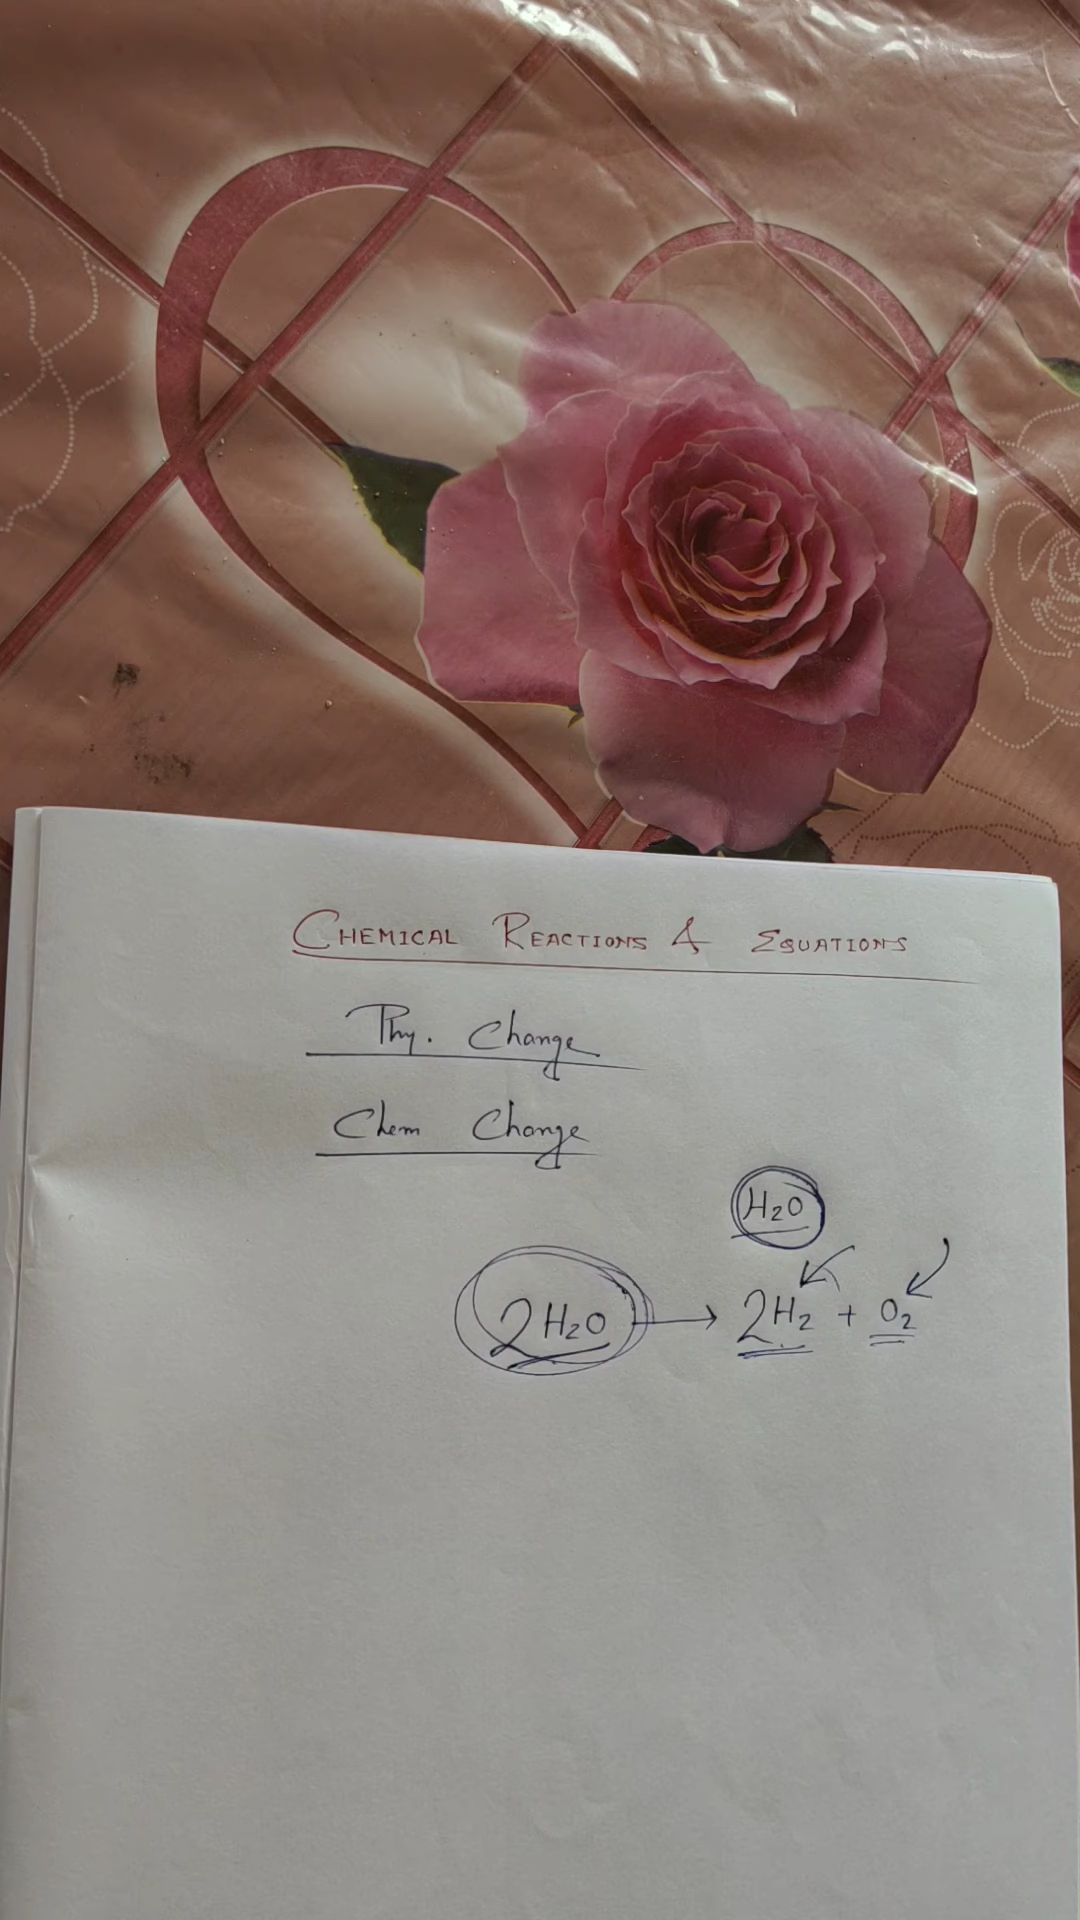 CHEMICAL REACTIONS & EQUATIONS
Phy. Change
Chem Change
H₂O
2H₂O → 2H₂ + O₂